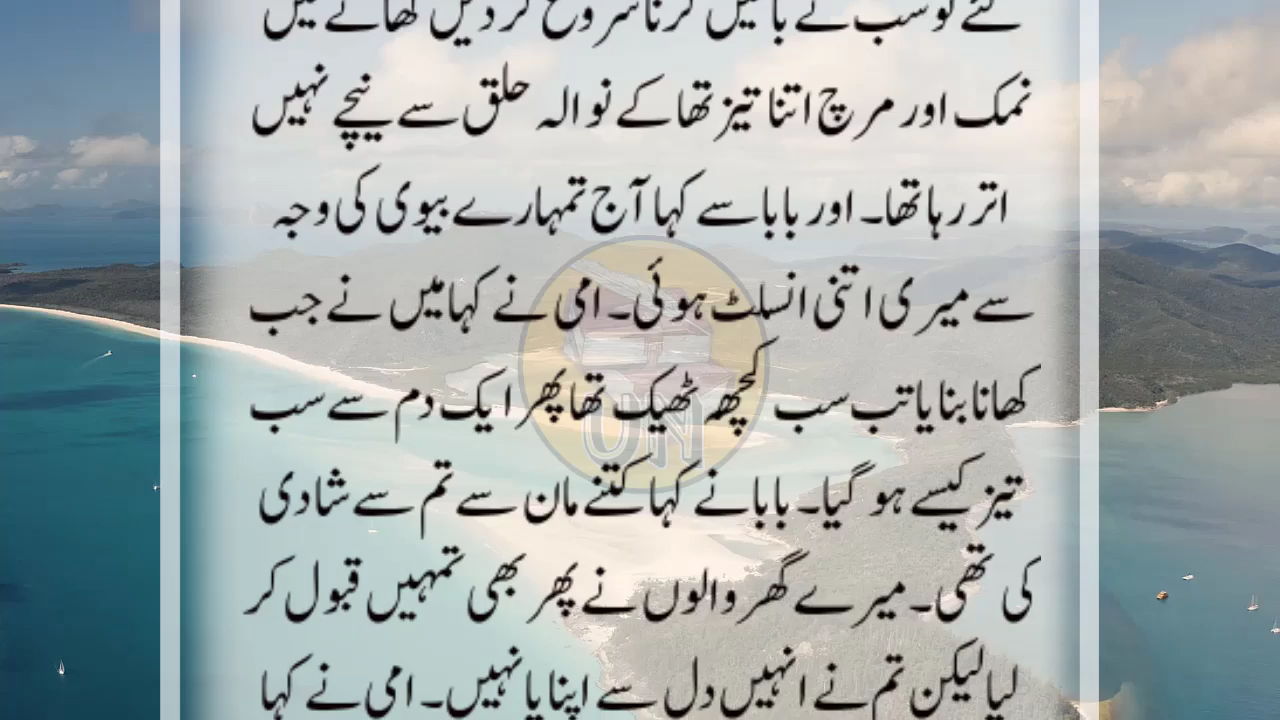 گئے تو سب نے باتیں کرنا شروع کر دیں کھانے میں
نمک اور مرچ اتنا تیز تھا کے نوالہ حلق سے نیچے نہیں
اتر رہا تھا۔ اور بابا سے کہا آج تمہارے بیوی کی وجہ
سے میری اتنی انسلٹ ہوئی۔ امی نے کہا میں نے جب
کھانا بنایا تب سب کچھ ٹھیک تھا پھر ایک دم سے سب
تیز کیسے ہو گیا۔ بابا نے کہا کتنے مان سے تم سے شادی
کی تھی۔ میرے گھر والوں نے پھر بھی تمہیں قبول کر
لیا لیکن تم نے انہیں دل سے اپنایا نہیں۔ امی نے کہا
UN